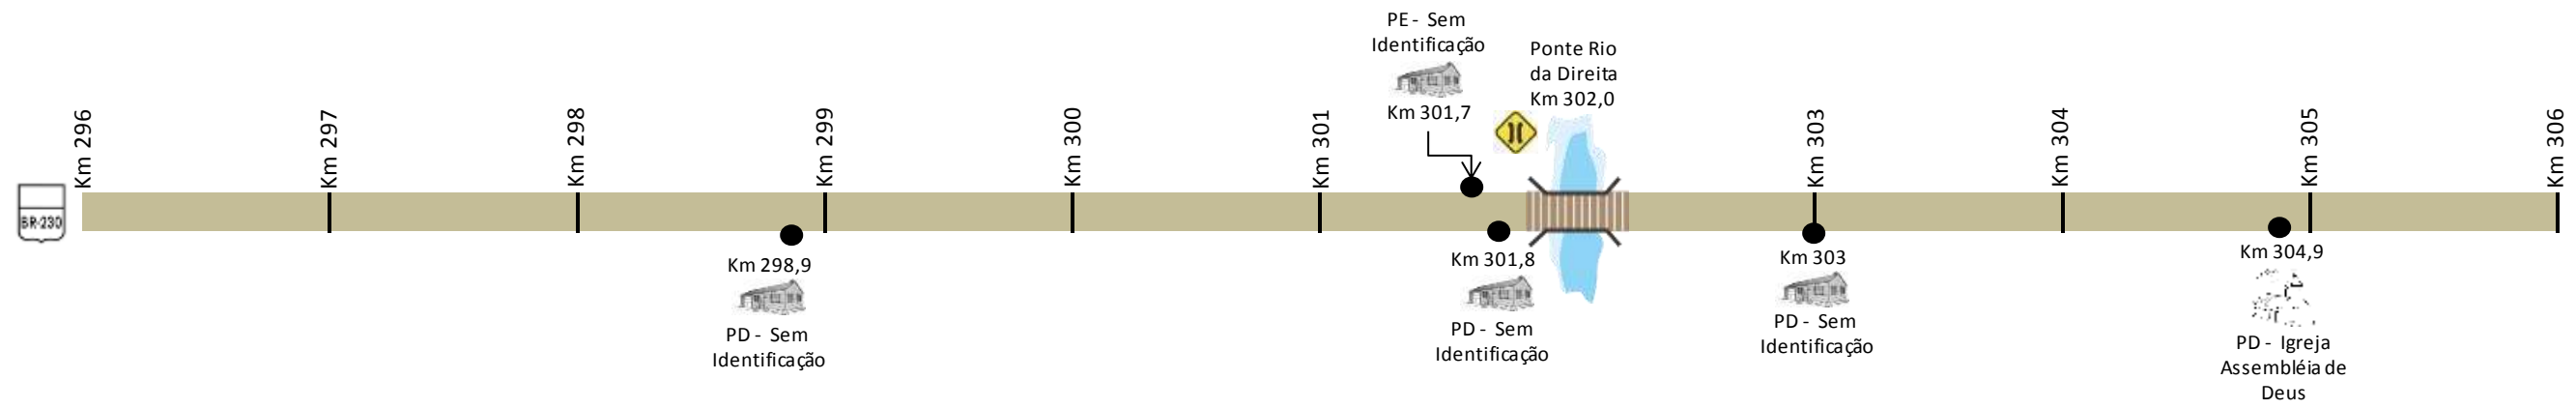 PE - Sem
Identificação
Km 301,7
Ponte Rio
da Direita
Km 302,0
Km 296
Km 297
Km 298
Km 299
Km 300
Km 301
Km 303
Km 304
Km 305
Km 306
BR-230
Km 298,9
PD - Sem
Identificação
Km 301,8
PD - Sem
Identificação
Km 303
PD - Sem
Identificação
Km 304,9
PD - Igreja
Assembléia de
Deus